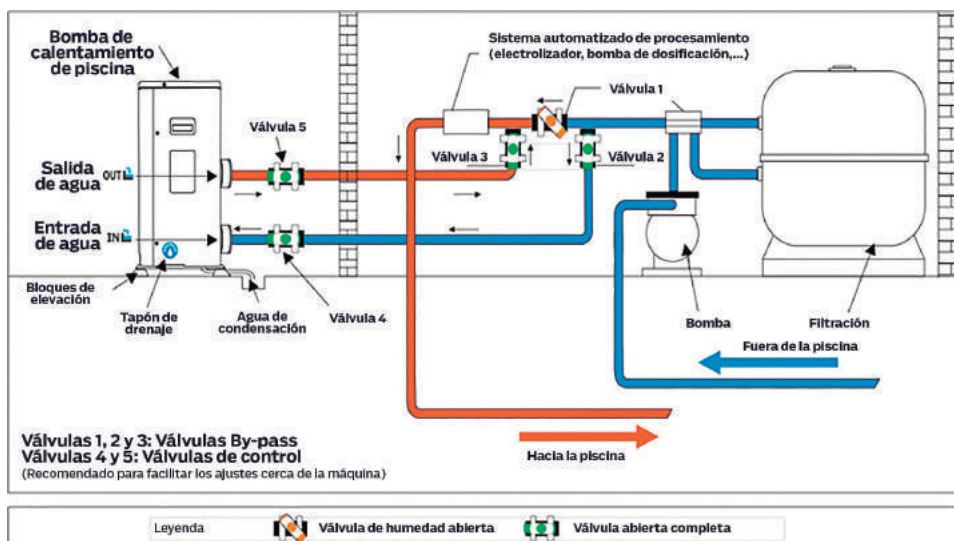 Bomba de
calentamiento
de piscina
Sistema automatizado de procesamiento
(electrolizador, bomba de dosificación,...)
Válvula 1
Válvula 5
Válvula 3
Válvula 2
Salida
de agua
OUT
Entrada
de agua
IN
Bloques de
elevación
Tapón de
drenaje
Agua de
condensación
Válvula 4
Bomba
Filtración
Fuera de la piscina
Hacia la piscina
Válvulas 1, 2 y 3: Válvulas By-pass
Válvulas 4 y 5: Válvulas de control
(Recomendado para facilitar los ajustes cerca de la máquina)
Leyenda
Válvula de humedad abierta
Válvula abierta completa